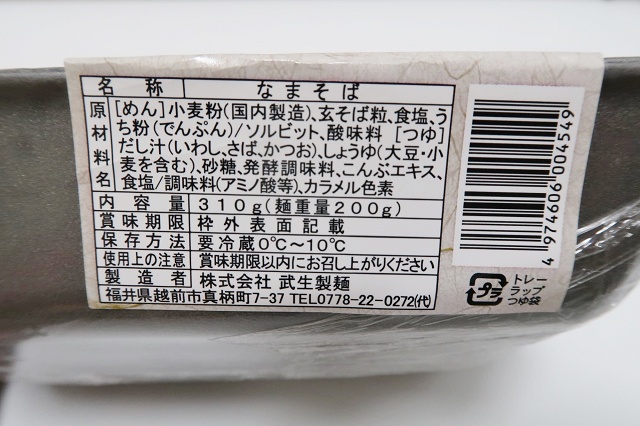 名称 なまそば
原材料名 [めん]小麦粉(国内製造)、玄そば粒、食塩、う
ち粉(でんぷん)/ソルビット、酸味料 [つゆ]
だし汁(いわし、さば、かつお)、しょうゆ(大豆・小
麦を含む)、砂糖、発酵調味料、こんぶエキス、
食塩/調味料(アミノ酸等)、カラメル色素
内容量 310g(麺重量200g)
賞味期限 枠外表面記載
保存方法 要冷蔵0℃〜10℃
使用上の注意 賞味期限以内にお召し上がりください
製造者 株式会社 武生製麺
福井県越前市真柄町7-37 TEL0778-22-0272(代)
4974606004549
プラ
トレー
ラップ
つゆ袋